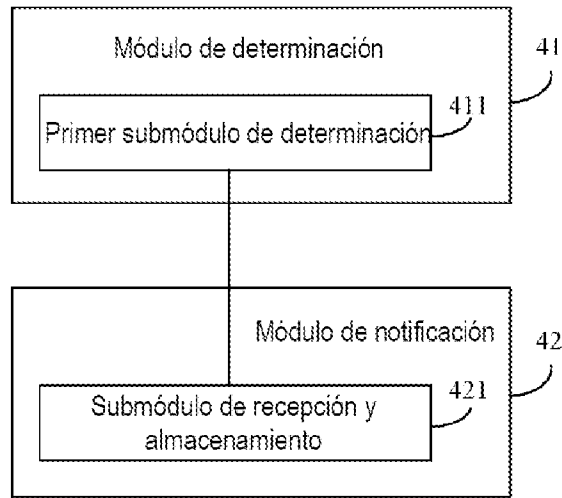 Módulo de determinación
41
411
Primer submódulo de determinación
Módulo de notificación
42
421
Submódulo de recepción y
almacenamiento